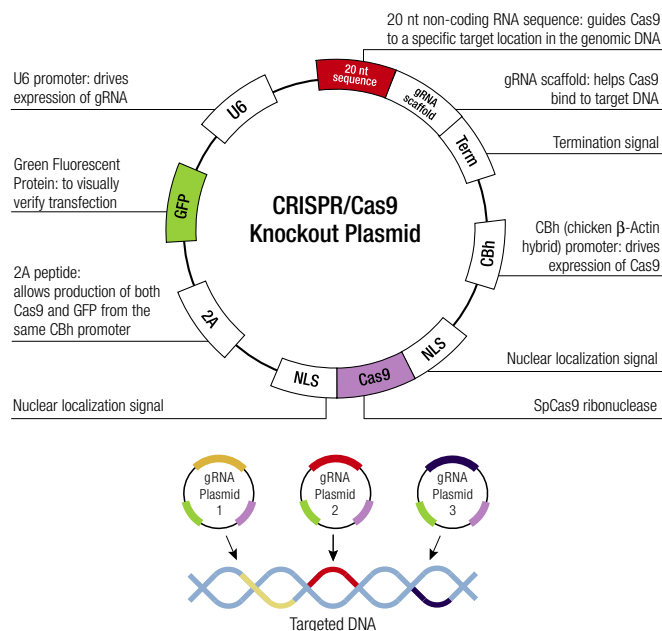 20 nt non-coding RNA sequence: guides Cas9
to a specific target location in the genomic DNA
U6 promoter: drives
expression of gRNA
20 nt
sequence
gRNA
scaffold
Term
U6
gRNA scaffold: helps Cas9
bind to target DNA
Termination signal
Green Fluorescent
Protein: to visually
verify transfection
GFP
CRISPR/Cas9
Knockout Plasmid
CBh
CBh (chicken β-Actin
hybrid) promoter: drives
expression of Cas9
2A peptide:
allows production of both
Cas9 and GFP from the
same CBh promoter
2A
NLS
Cas9
NLS
Nuclear localization signal
Nuclear localization signal
SpCas9 ribonuclease
gRNA
Plasmid
1
gRNA
Plasmid
2
gRNA
Plasmid
3
Targeted DNA